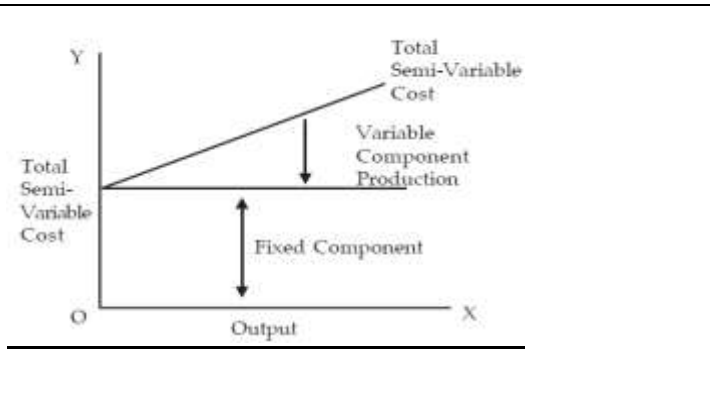 Y
Total
Semi-Variable
Cost
Variable
Component
Production
Total
Semi-
Variable
Cost
Fixed Component
O
X
Output